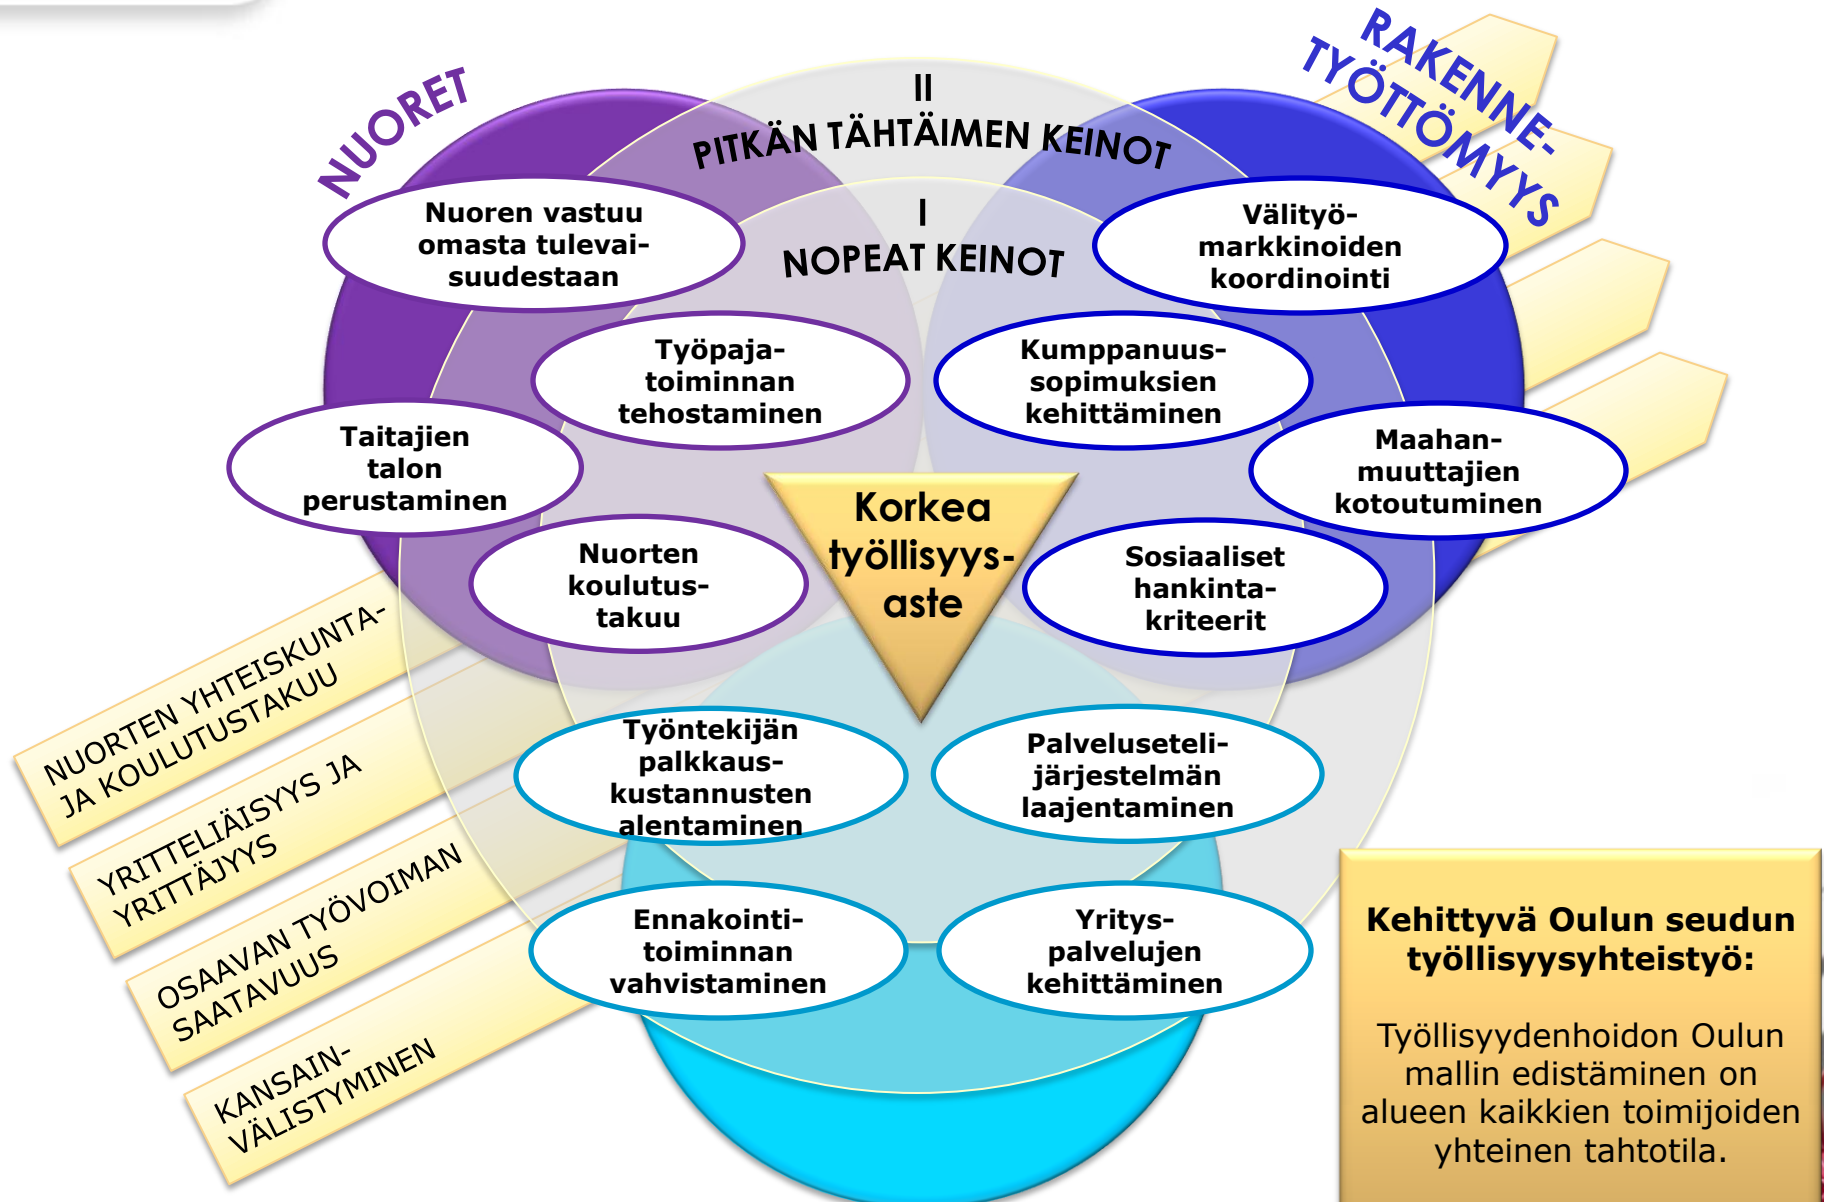 NUORET
RAKENNE-
TYÖTTÖMYYS
II
PITKÄN TÄHTÄIMEN KEINOT
I
NOPEAT KEINOT
Nuoren vastuu
omasta tulevai-
suudestaan
Välityö-
markkinoiden
koordinointi
Työpaja-
toiminnan
tehostaminen
Kumppanuus-
sopimuksien
kehittäminen
Taitajien
talon
perustaminen
Maahan-
muuttajien
kotoutuminen
Korkea
työllisyys-
aste
Nuorten
koulutus-
takuu
Sosiaaliset
hankinta-
kriteerit
Työntekijän
palkkaus-
kustannusten
alentaminen
Palveluseteli-
järjestelmän
laajentaminen
Ennakointi-
toiminnan
vahvistaminen
Yritys-
palvelujen
kehittäminen
NUORTEN YHTEISKUNTA-
JA KOULUTUSTAKUU
YRITTELIÄISYYS JA
YRITTÄJYYS
OSAAVAN TYÖVOIMAN
SAATAVUUS
KANSAIN-
VÄLISTYMINEN
Kehittyvä Oulun seudun
työllisyysyhteistyö:
Työllisyydenhoidon Oulun
mallin edistäminen on
alueen kaikkien toimijoiden
yhteinen tahtotila.